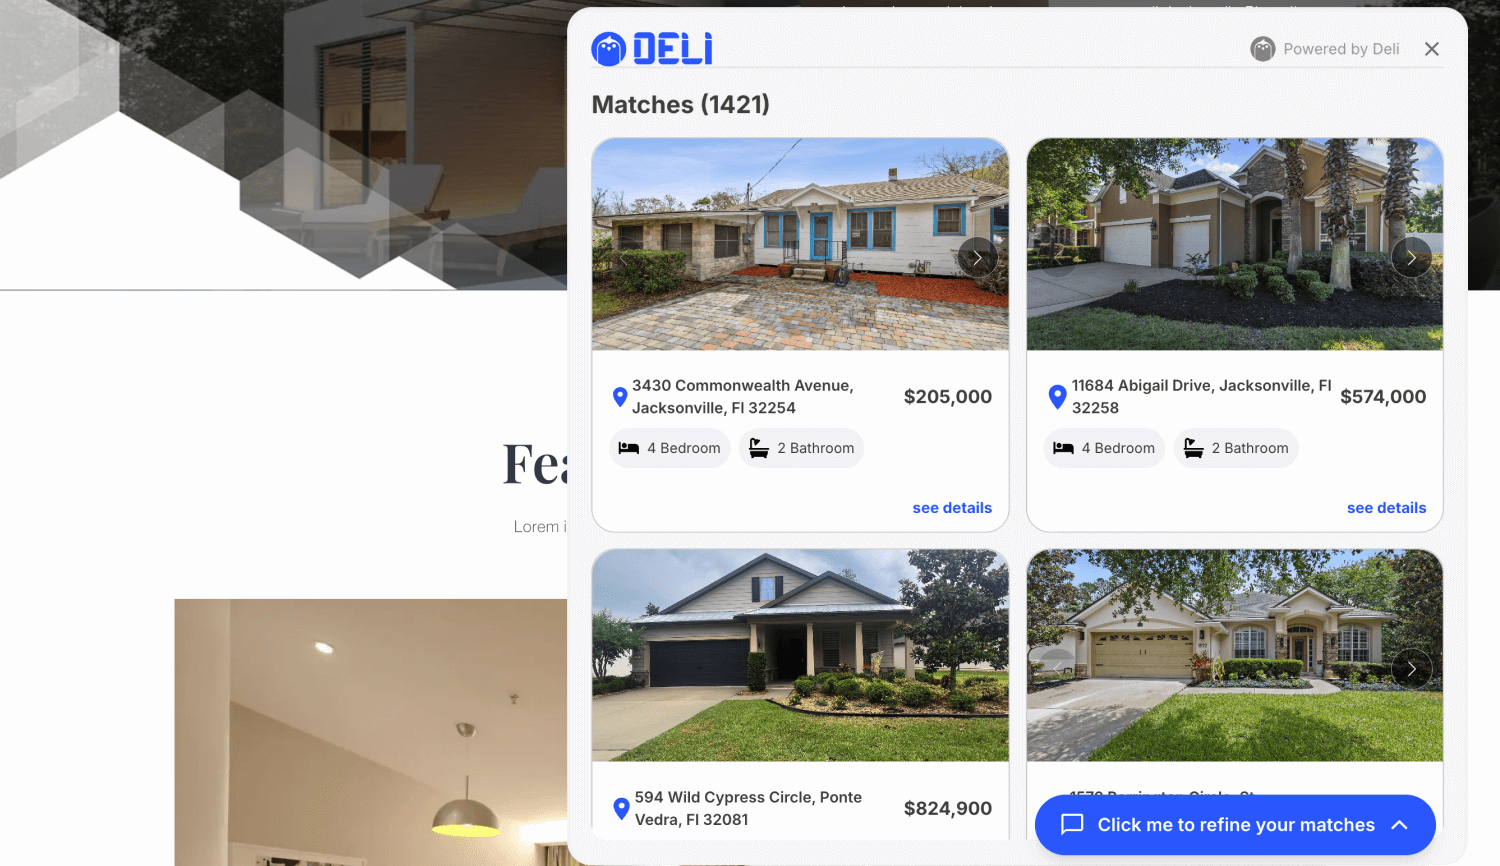 DELI
Powered by Deli
Matches (1421)
3430 Commonwealth Avenue,
Jacksonville, Fl 32254
$205,000
4 Bedroom
2 Bathroom
see details
11684 Abigail Drive, Jacksonville, Fl
32258
$574,000
4 Bedroom
2 Bathroom
see details
594 Wild Cypress Circle, Ponte
Vedra, Fl 32081
$824,900
Click me to refine your matches
Fea
Lorem i